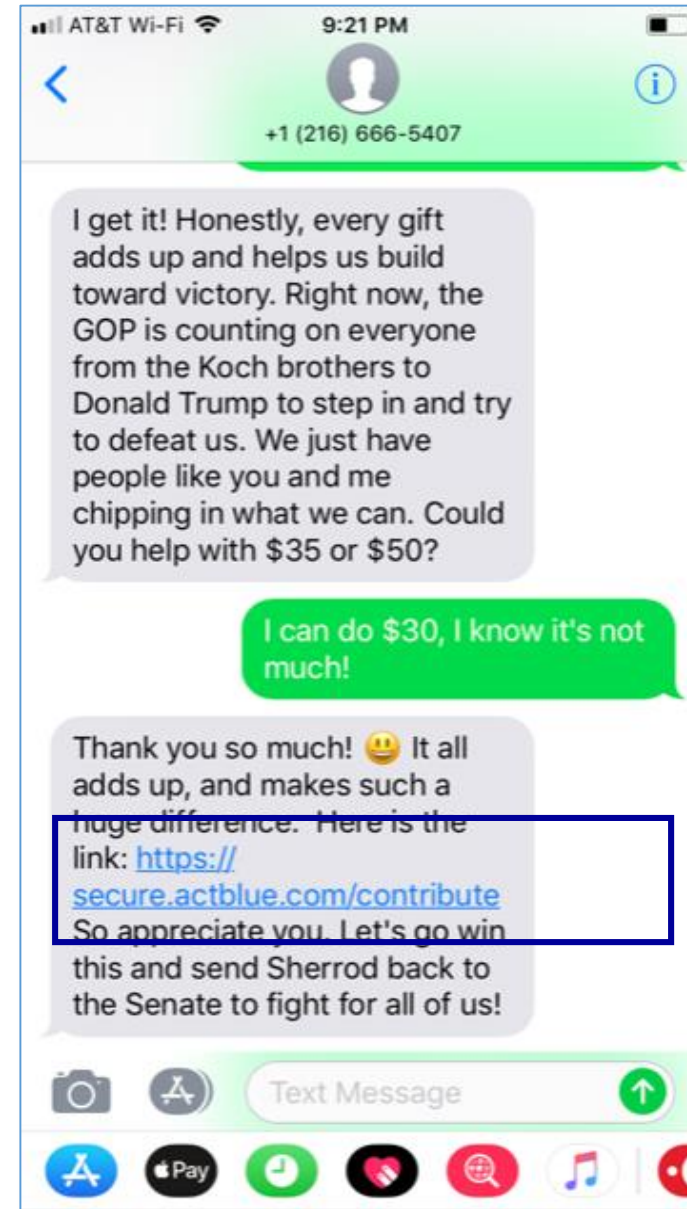 AT&T Wi-Fi
9:21 PM
+1 (216) 666-5407
I get it! Honestly, every gift
adds up and helps us build
toward victory. Right now, the
GOP is counting on everyone
from the Koch brothers to
Donald Trump to step in and try
to defeat us. We just have
people like you and me
chipping in what we can. Could
you help with $35 or $50?
I can do $30, I know it's not
much!
Thank you so much! 😃 It all
adds up, and makes such a
huge difference.  Here is the
link: https://
secure.actblue.com/contribute
So appreciate you. Let's go win
this and send Sherrod back to
the Senate to fight for all of us!
Text Message
Pay